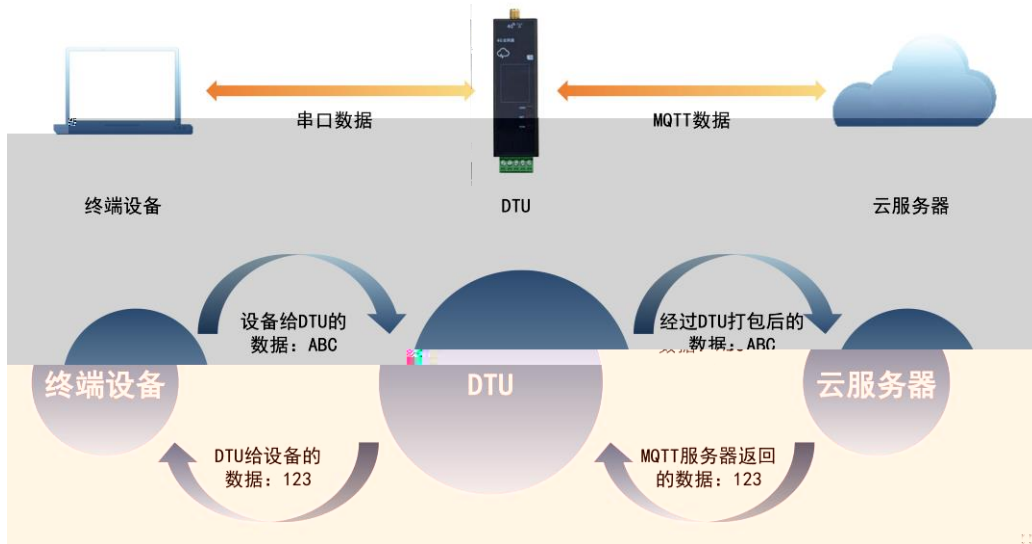 串口数据
MQTT数据
终端设备
DTU
云服务器
设备给DTU的
数据：ABC
经过DTU打包后的
数据：ABC
终端设备
DTU
云服务器
DTU给设备的
数据：123
MQTT服务器返回
的数据：123